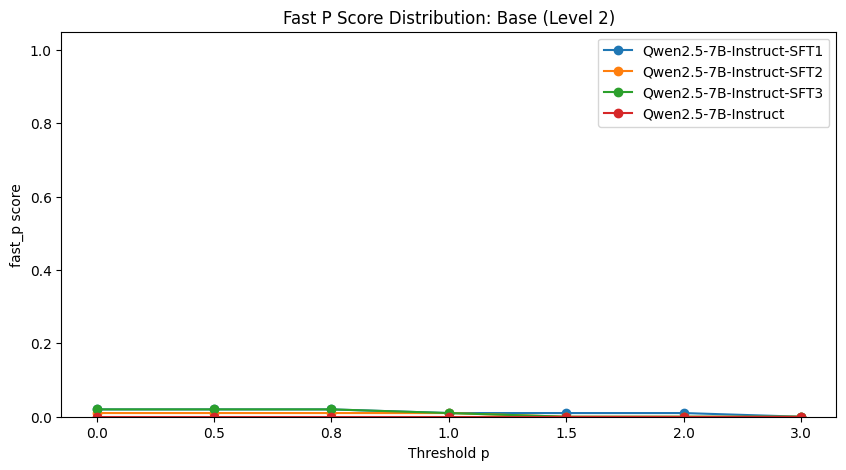 Fast P Score Distribution: Base (Level 2)
Qwen2.5-7B-Instruct-SFT1
Qwen2.5-7B-Instruct-SFT2
Qwen2.5-7B-Instruct-SFT3
Qwen2.5-7B-Instruct
fast_p score
1.0
0.8
0.6
0.4
0.2
0.0
0.0 0.5 0.8 1.0 1.5 2.0 3.0
Threshold p